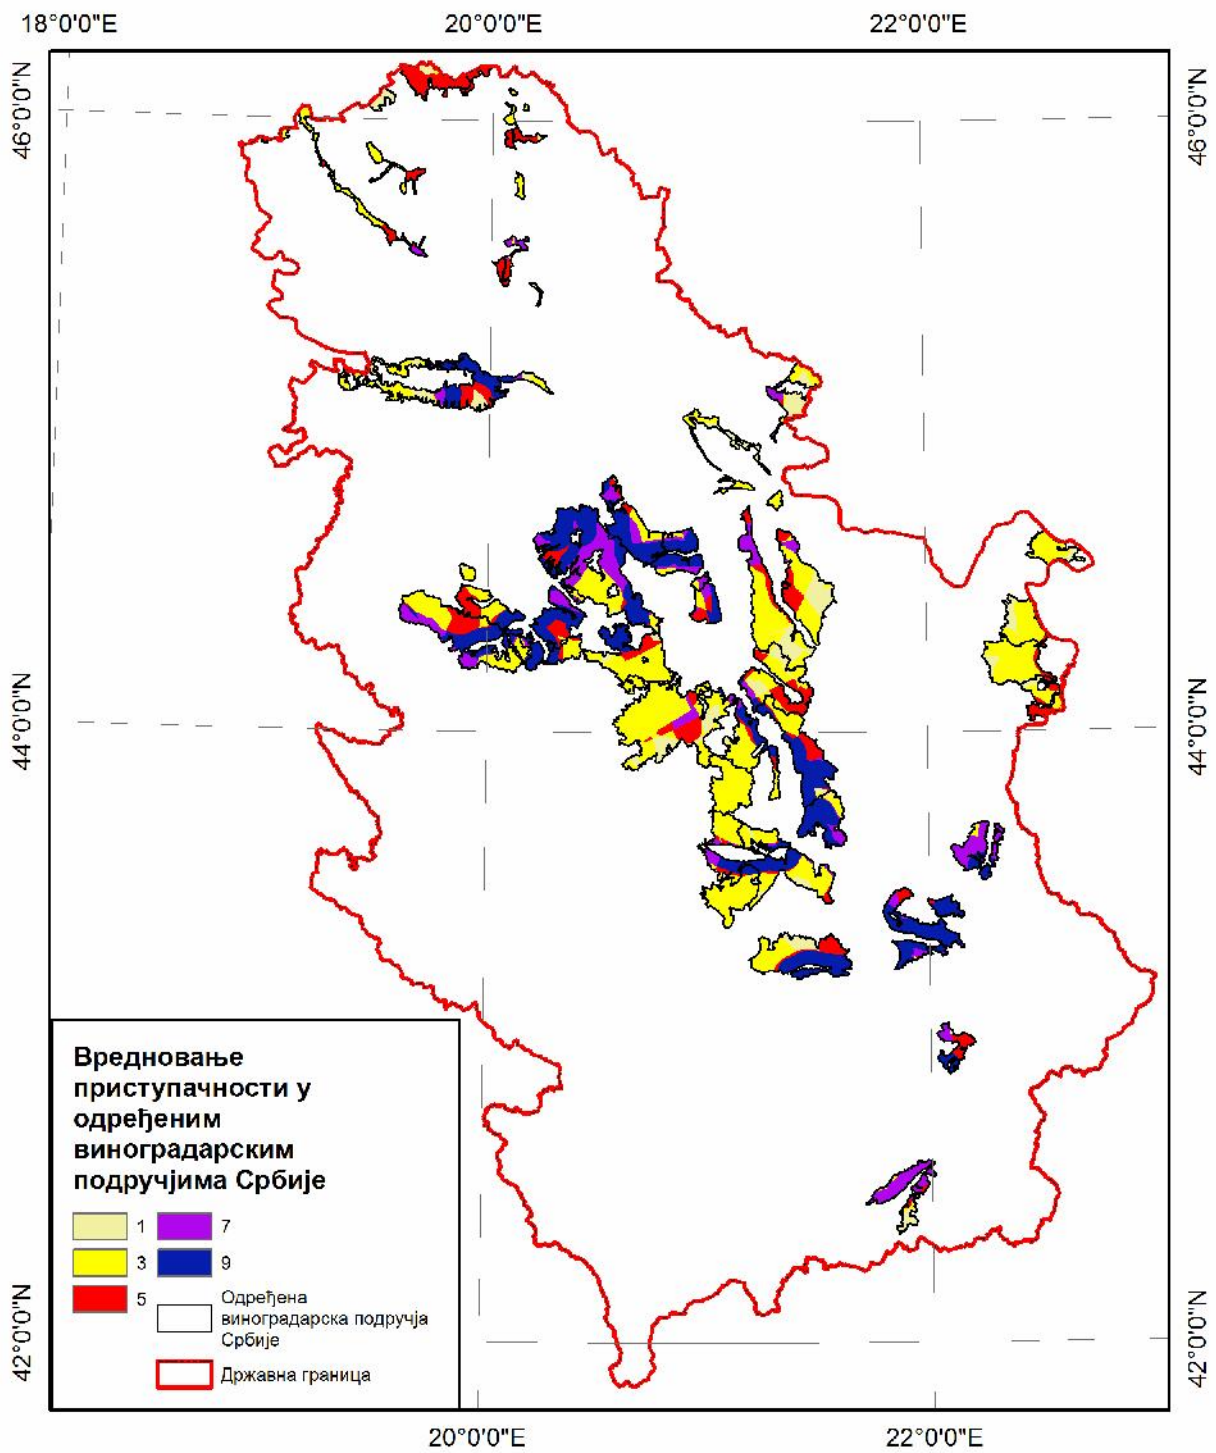 18°0'0"E 20°0'0"E 22°0'0"E
46°0'0"N 46°0'0"N
44°0'0"N 44°0'0"N
Вредновање
приступачности у
одређеним
виноградарским
подручјима Србије
1 7
3 9
5
Одређена
виноградарска подручја
Србије
Државна граница
42°0'0"N 42°0'0"N
20°0'0"E 22°0'0"E